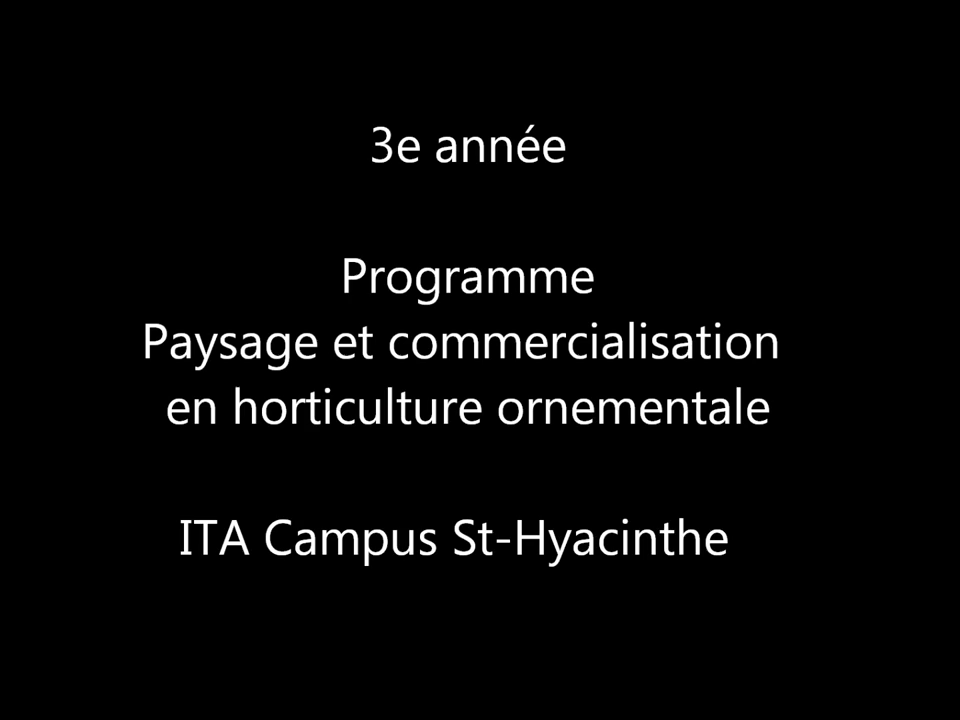 3e année
Programme
Paysage et commercialisation
en horticulture ornementale
ITA Campus St-Hyacinthe